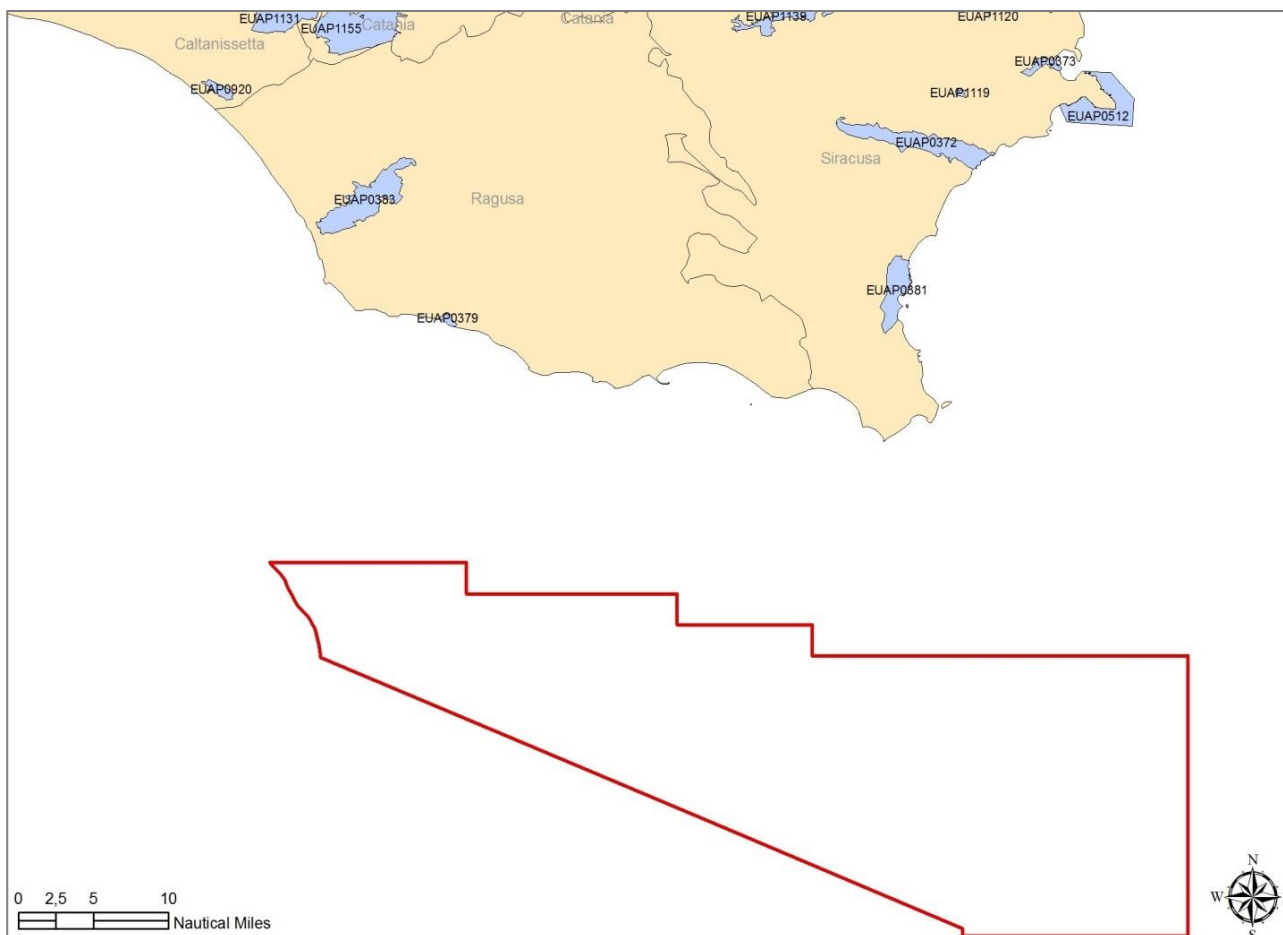 EUAP1131
EUAP1155
Catania
Catania
EUAP1139
EUAP1120
Caltanissetta
EUAP0373
EUAP0920
EUAP1119
EUAP0512
EUAP0372
Siracusa
EUAP0383
Ragusa
EUAP0381
EUAP0379
0 2,5 5 10
Nautical Miles
N
W
S